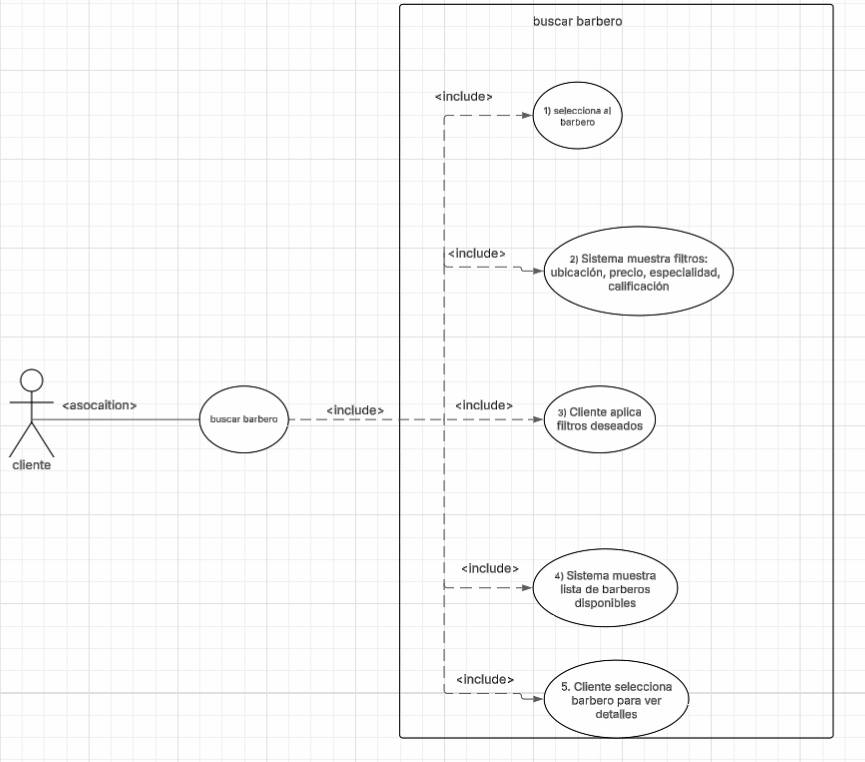 buscar barbero
<include>
1) selecciona al
barbero
<include>
2) Sistema muestra filtros:
ubicación, precio, especialidad,
calificación
<asocaition>
cliente
buscar barbero
<include>
<include>
3) Cliente aplica
filtros deseados
<include>
4) Sistema muestra
lista de barberos
disponibles
<include>
5. Cliente selecciona
barbero para ver
detalles